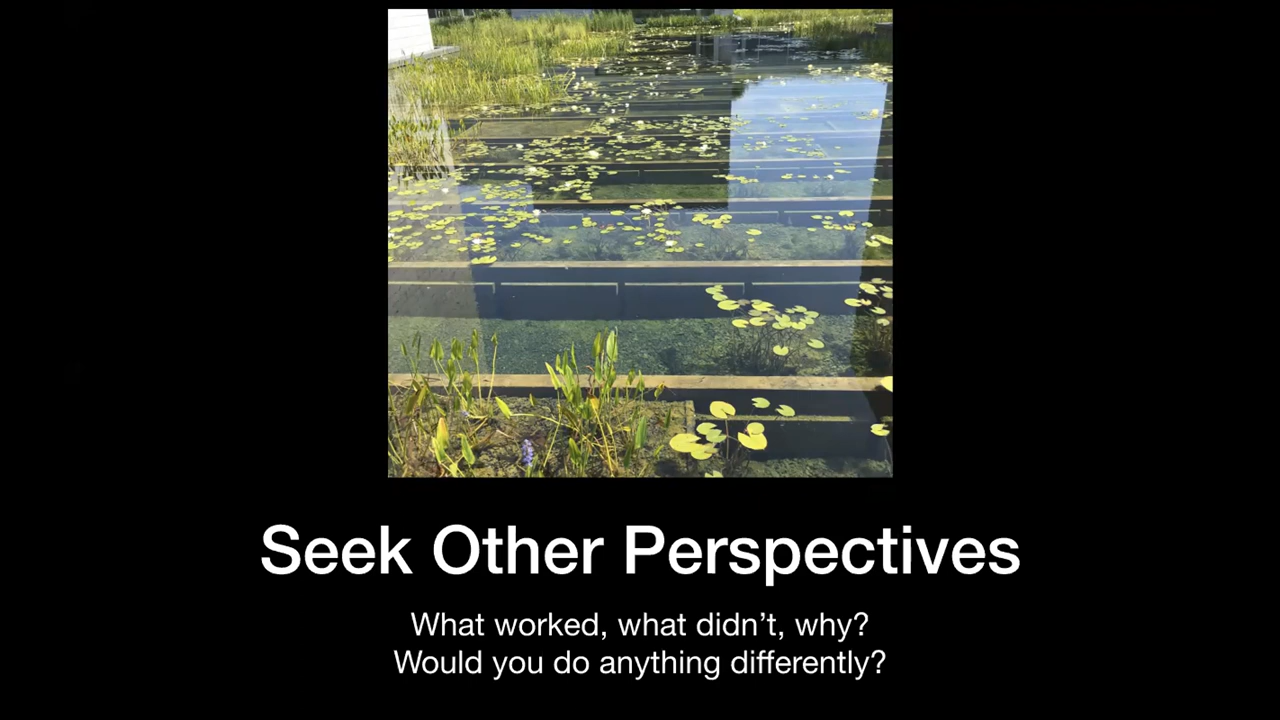 Seek Other Perspectives
What worked, what didn’t, why?
Would you do anything differently?